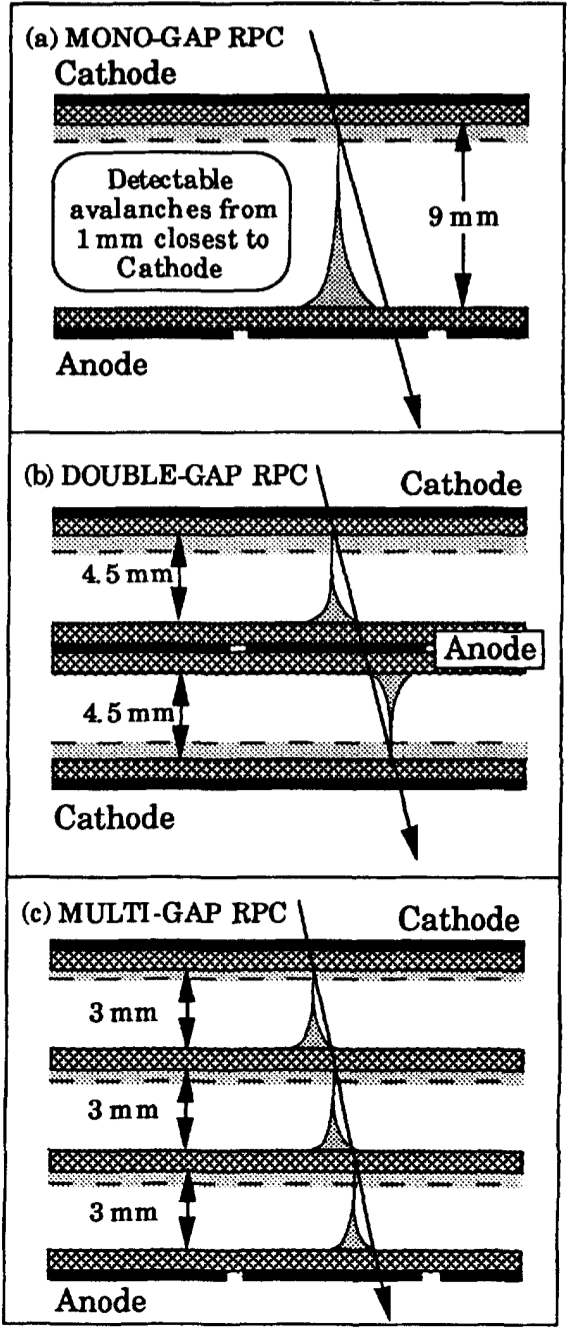 (a) MONO-GAP RPC
Cathode
Detectable
avalanches from
1 mm closest to
Cathode
9 mm
Anode
(b) DOUBLE-GAP RPC
Cathode
4.5 mm
Anode
4.5 mm
Cathode
(c) MULTI-GAP RPC
Cathode
3 mm
3 mm
3 mm
Anode